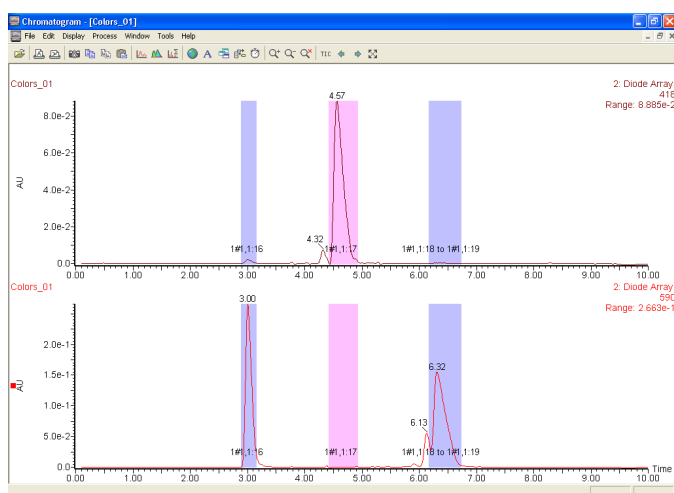 Chromatogram - [Colors_01]
File Edit Display Process Window Tools Help
TIC
Colors_01
2: Diode Array
418
Range: 8.885e-2
4.57
8.0e-2
6.0e-2
AU
4.0e-2
2.0e-2
4.32
1#1,1:16 1#1,1:17 1#1,1:18 to 1#1,1:19
0.0
0.00 1.00 2.00 3.00 4.00 5.00 6.00 7.00 8.00 9.00 10.00
Colors_01
2: Diode Array
590
Range: 2.663e-1
3.00
2.0e-1
6.32
1.5e-1
AU
1.0e-1
6.13
5.0e-2
1#1,1:16 1#1,1:17 1#1,1:18 to 1#1,1:19
0.0
Time
0.00 1.00 2.00 3.00 4.00 5.00 6.00 7.00 8.00 9.00 10.00